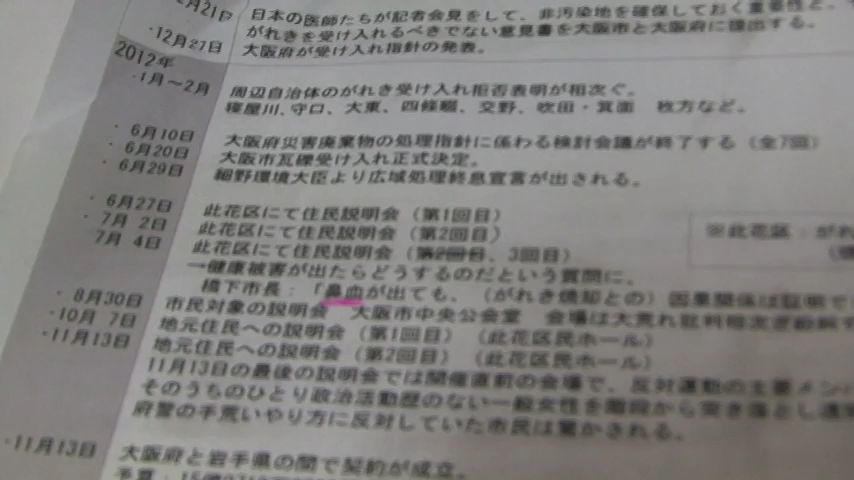 2月21日 日本の医師たちが記者会見をして、非汚染地を確保しておく重要性と、
がれきを受け入れるべきでない意見書を大阪市と大阪府に提出する。
・12月27日 大阪府が受け入れ指針の発表。
2012年
・1月～2月 周辺自治体のがれき受け入れ拒否表明が相次ぐ。
寝屋川、守口、大東、四條畷、交野、吹田・箕面 枚方など。
・6月10日 大阪府災害廃棄物の処理指針に係わる検討会議が終了する（全7回）
・6月20日 大阪市瓦礫受け入れ正式決定。
・6月29日 細野環境大臣より広域処理終息宣言が出される。
・6月27日 此花区にて住民説明会（第1回目）
・7月 2日 此花区にて住民説明会（第2回目）
7月 4日 此花区にて住民説明会（第2回目、3回目）
※此花区：がれ
→健康被害が出たらどうするのだという質問に、
橋下市長：「鼻血が出ても、（がれき焼却との）因果関係は証明で
・8月30日 市民対象の説明会 大阪市中央公会堂 会場は大荒れ批判相次ぎ
・10月 7日 地元住民への説明会（第1回目）（此花区民ホール）
・11月13日 地元住民への説明会（第2回目）（此花区民ホール）
11月13日の最後の説明会では開催直前の会場で、反対運動の主要メンバ
そのうちのひとり政治活動歴のない一般女性を階段から突き落とし
府警の手荒いやり方に反対していた市民は驚かされる。
・11月13日 大阪府と岩手県の間で契約が成立。
予算：